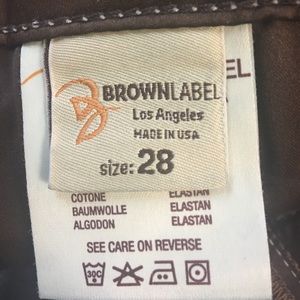 BROWNLABEL
EL
Los Angeles
MADE IN USA
size: 28
COTONE ELASTAN
BAUMWOLLE ELASTAN
ALGODON ELASTAN
SEE CARE ON REVERSE
30C